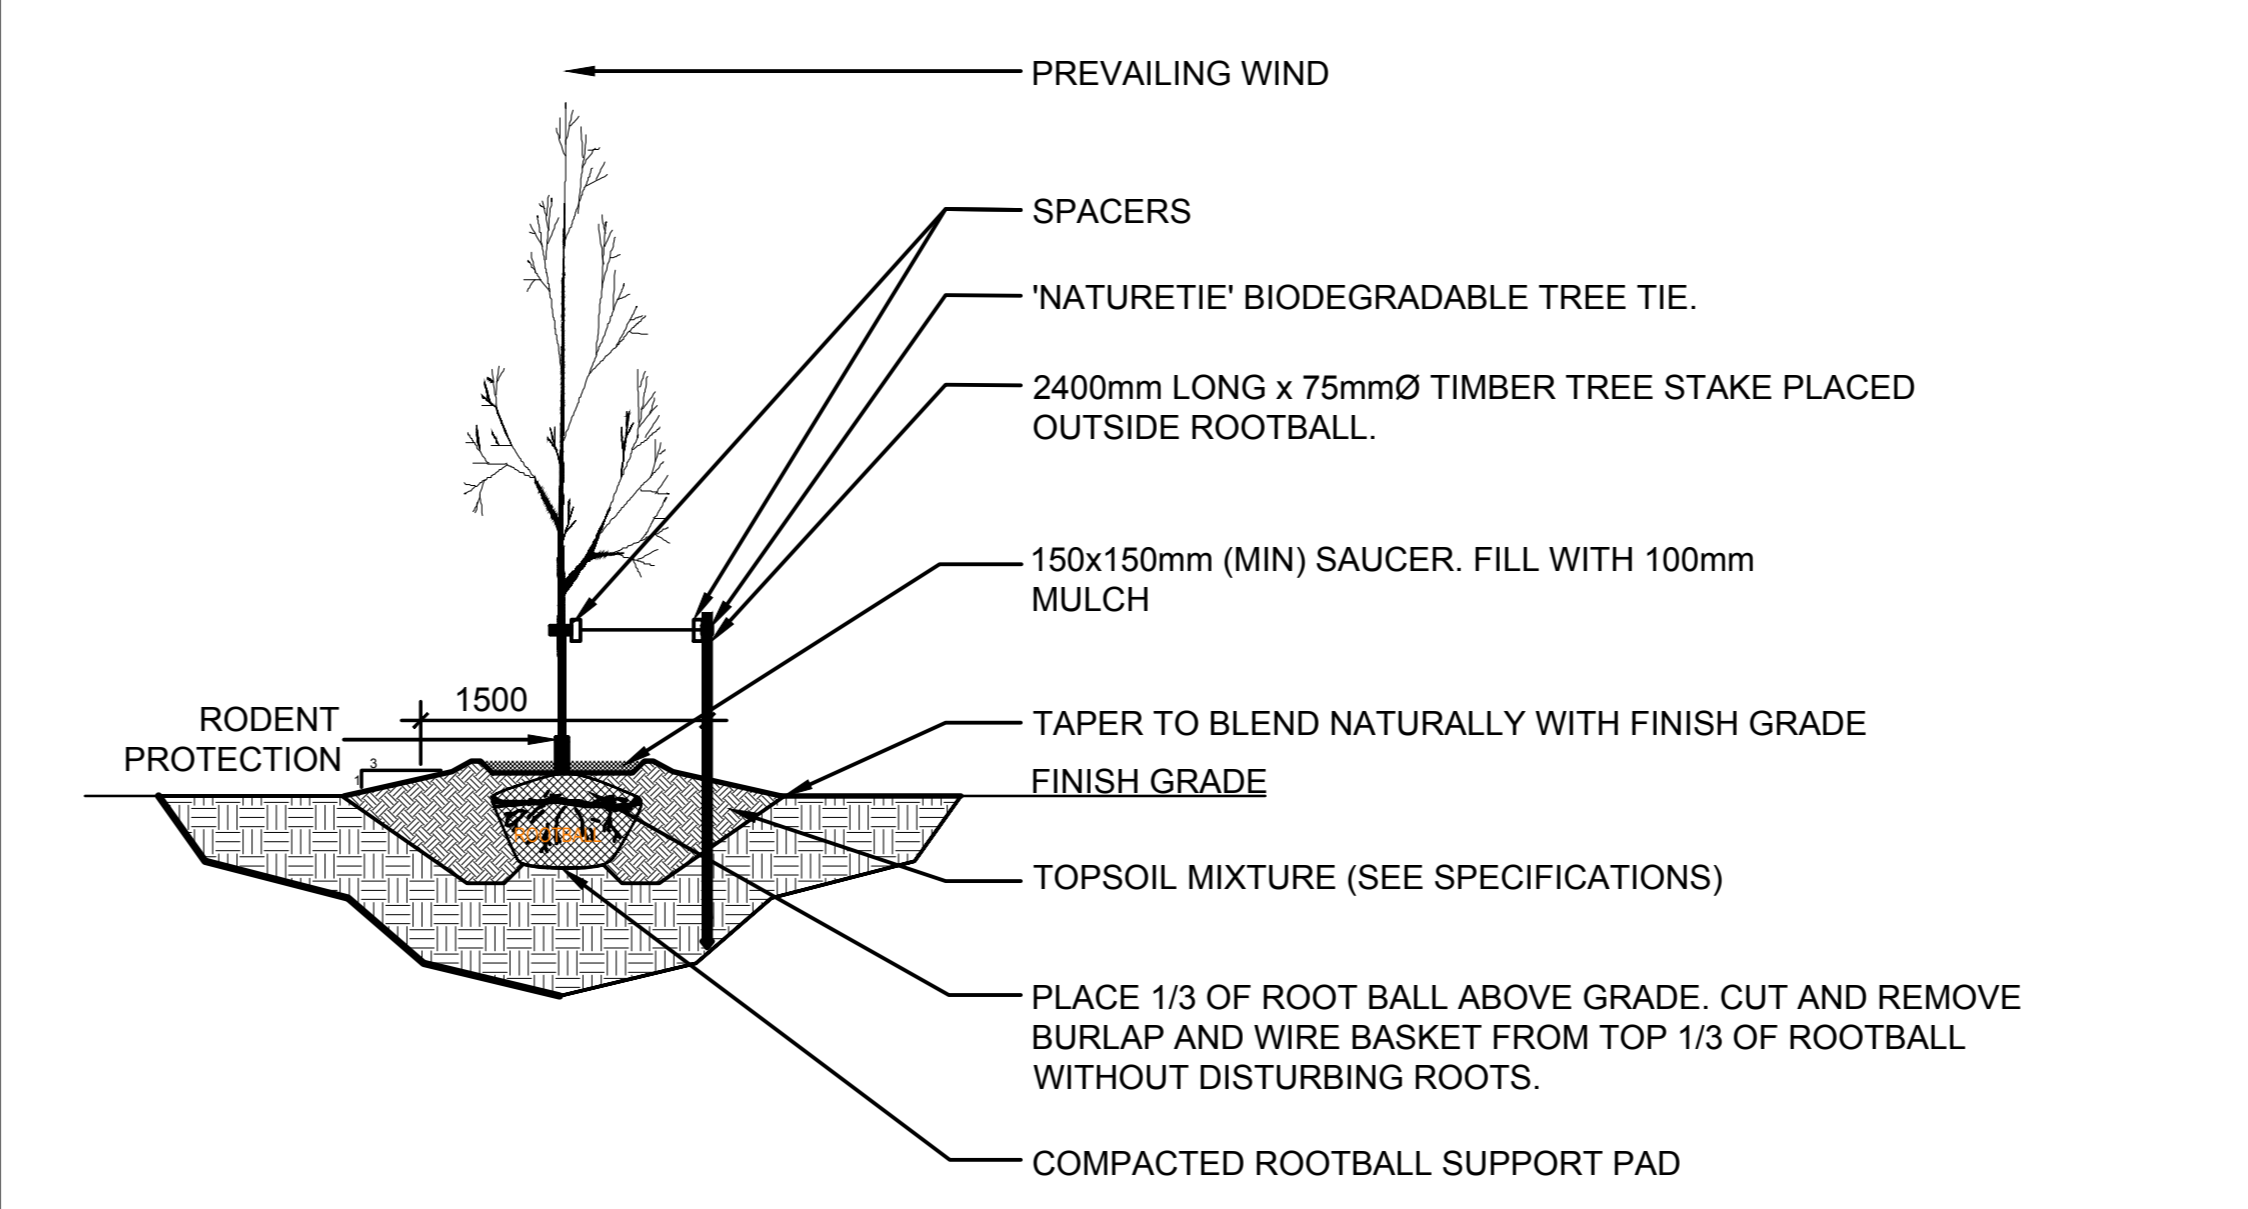 PREVAILING WIND
SPACERS
'NATURETIE' BIODEGRADABLE TREE TIE.
2400mm LONG x 75mmØ TIMBER TREE STAKE PLACED
OUTSIDE ROOTBALL.
150x150mm (MIN) SAUCER. FILL WITH 100mm
MULCH
1500
RODENT
PROTECTION
3
1
TAPER TO BLEND NATURALLY WITH FINISH GRADE
FINISH GRADE
ROOTBALL
TOPSOIL MIXTURE (SEE SPECIFICATIONS)
PLACE 1/3 OF ROOT BALL ABOVE GRADE. CUT AND REMOVE
BURLAP AND WIRE BASKET FROM TOP 1/3 OF ROOTBALL
WITHOUT DISTURBING ROOTS.
COMPACTED ROOTBALL SUPPORT PAD